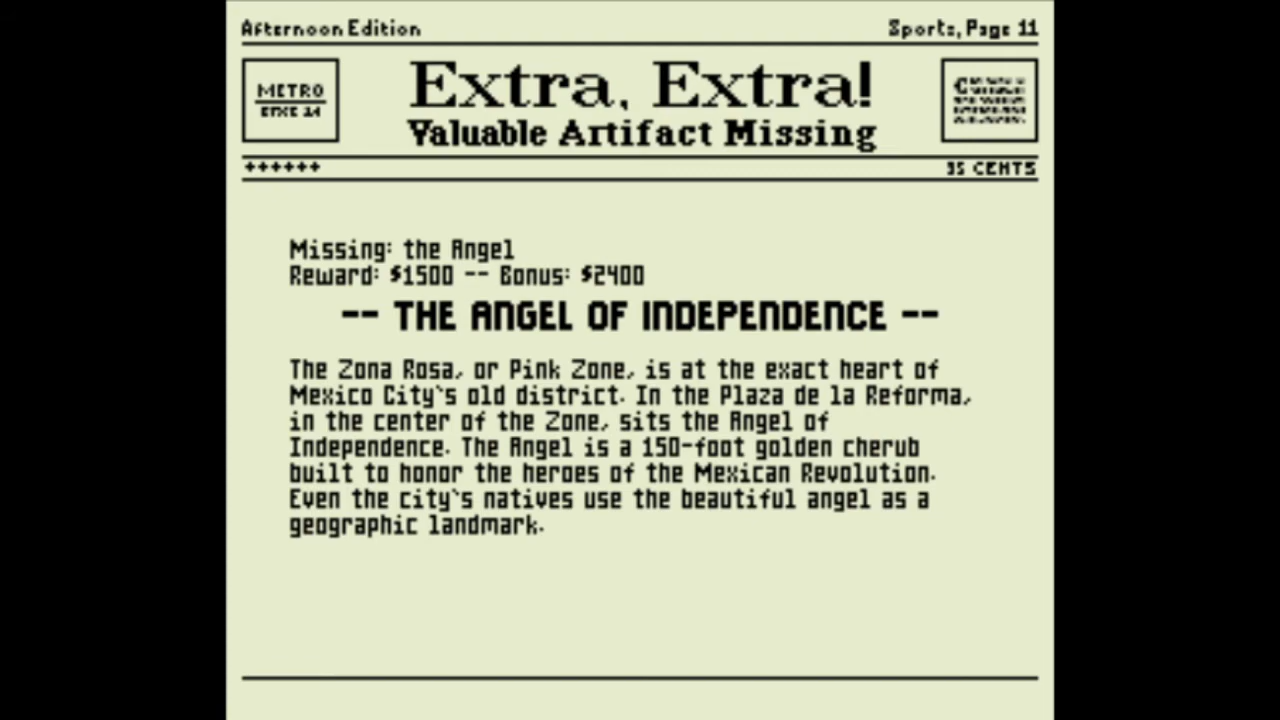 Afternoon Edition
Sports, Page 11
METRO
Extra, Extra!
Valuable Artifact Missing
++++++
35 CENTS
Missing: the Angel
Reward: $1500 -- Bonus: $2400
-- THE ANGEL OF INDEPENDENCE --
The Zona Rosa, or Pink Zone, is at the exact heart of
Mexico City's old district. In the Plaza de la Reforma,
in the center of the Zone, sits the Angel of
Independence. The Angel is a 150-foot golden cherub
built to honor the heroes of the Mexican Revolution.
Even the city's natives use the beautiful angel as a
geographic landmark.